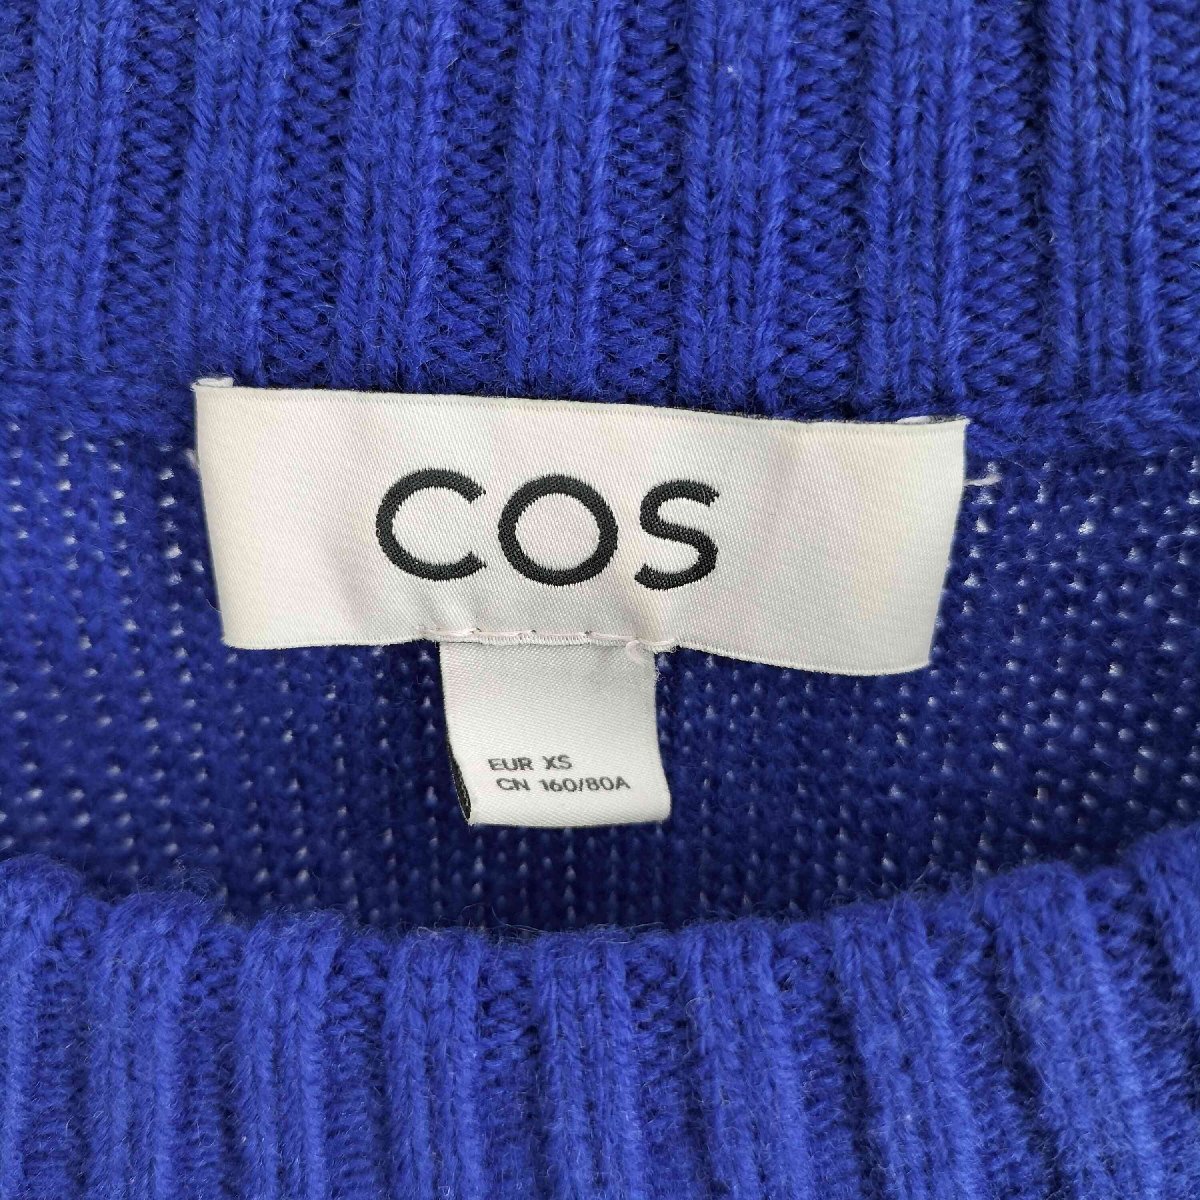 COS
EUR XS
CN 160/80A